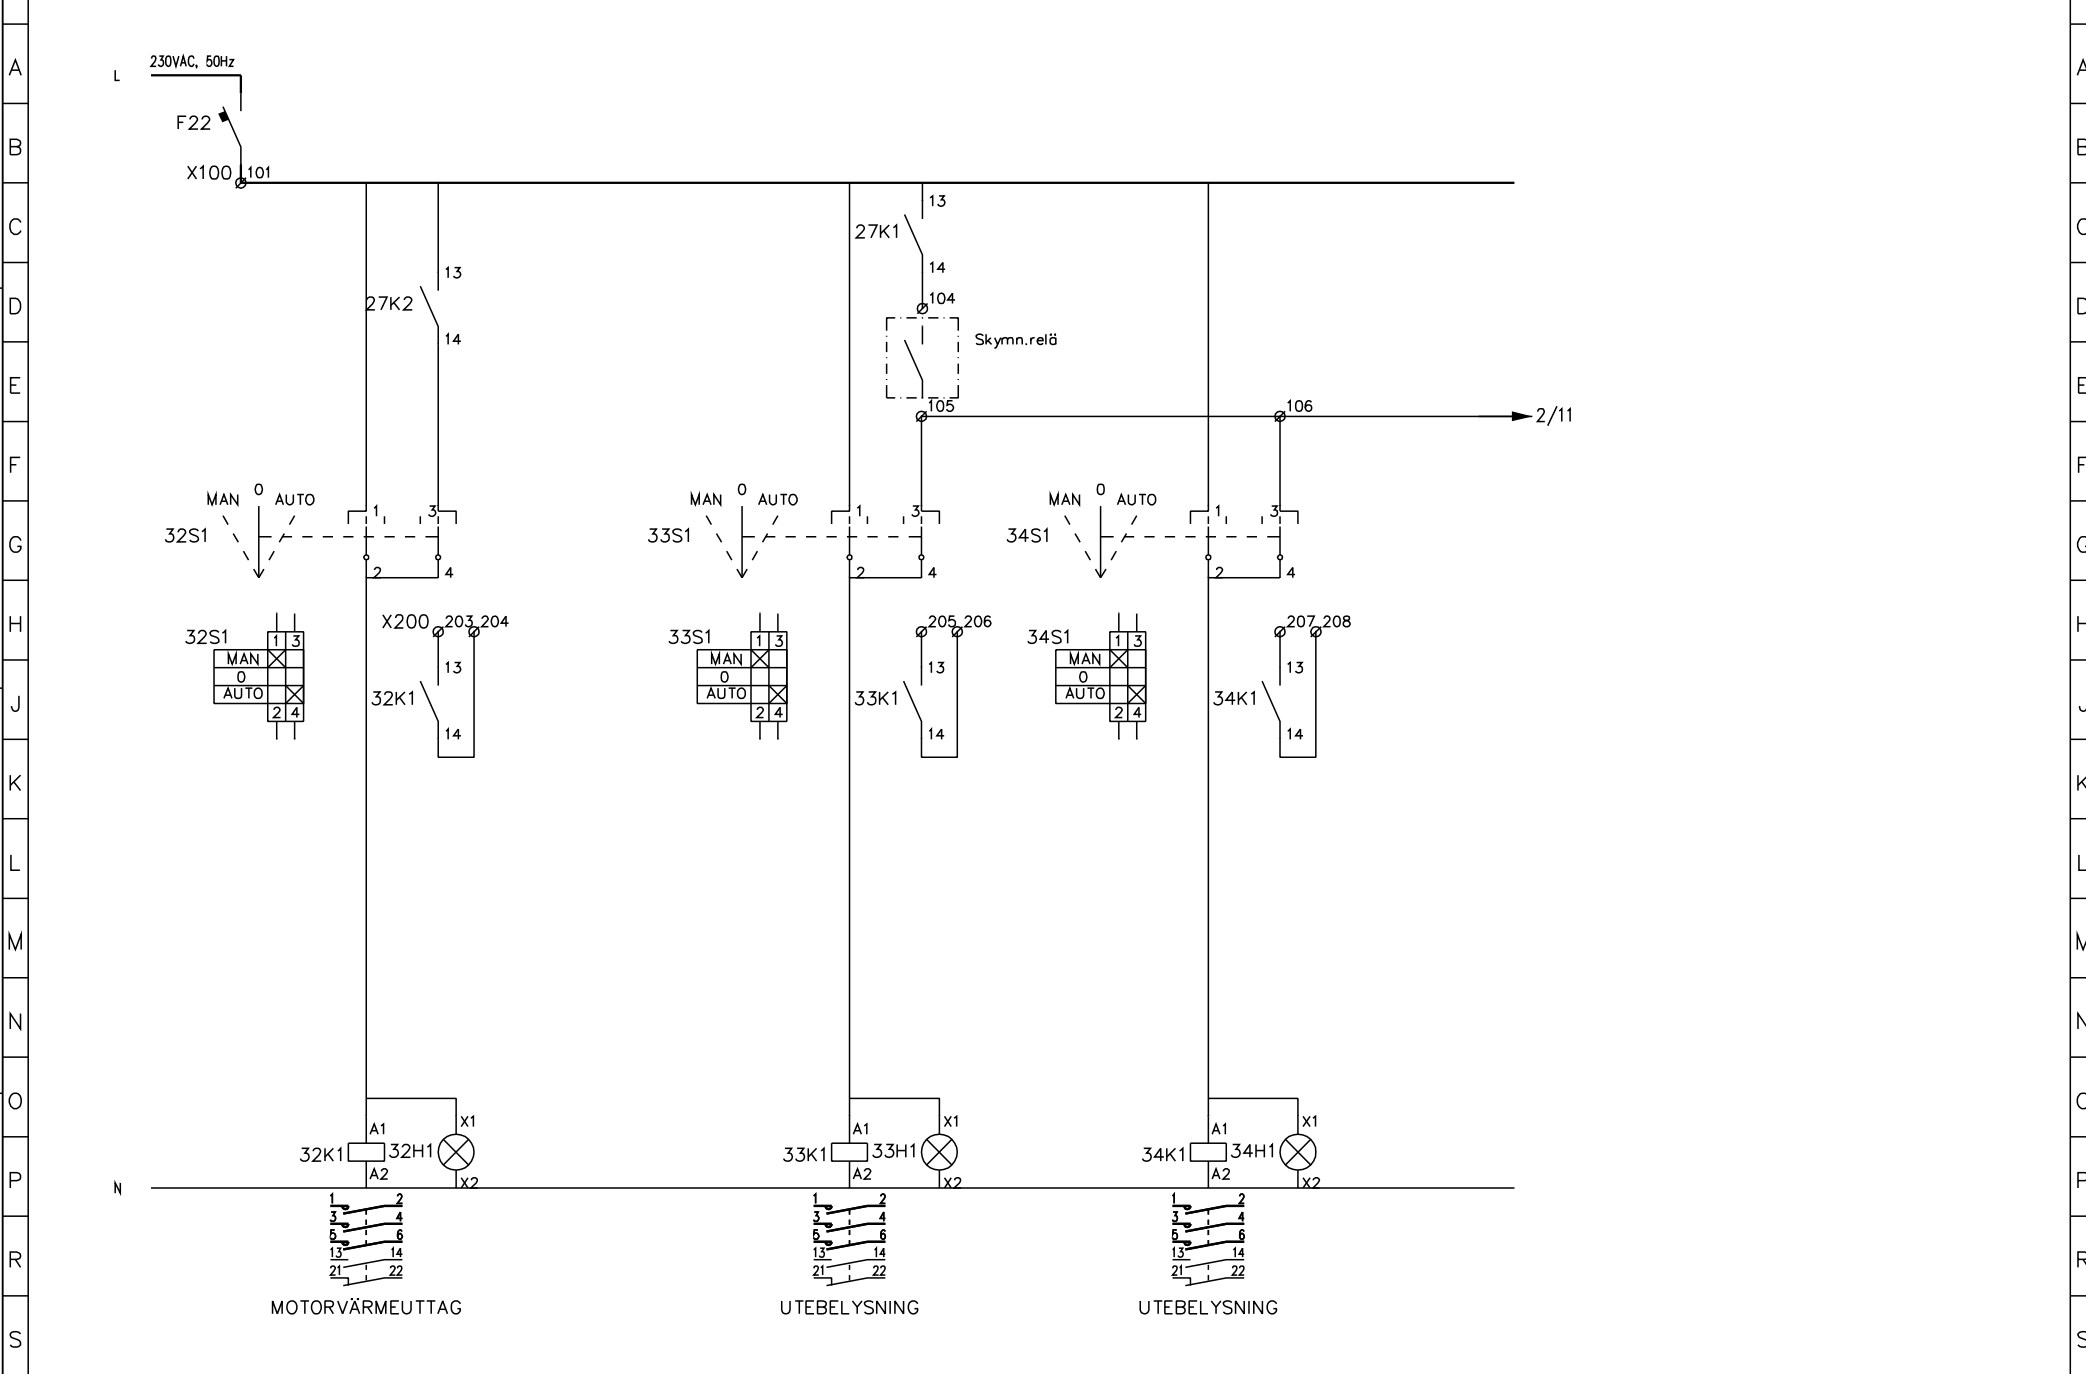 A
230VAC, 50Hz
L
A
F22
B
B
X100 101
C
13
27K1
14
C
13
27K2
14
D
104
D
Skymn.relä
E
105
106
2/11
E
F
F
MAN 0 AUTO
1 3
MAN 0 AUTO
1 3
MAN 0 AUTO
1 3
32S1
33S1
34S1
G
G
2 4
2 4
2 4
H
X200 203 204
205 206
207 208
H
32S1 1 3
33S1 1 3
34S1 1 3
MAN
MAN
MAN
13
13
13
0
0
0
AUTO
AUTO
AUTO
J
32K1
33K1
34K1
J
2 4
2 4
2 4
14
14
14
K
K
L
L
M
M
N
N
O
O
X1
X1
X1
A1
A1
A1
32K1 32H1
33K1 33H1
34K1 34H1
A2
A2
A2
P
X2
X2
X2
P
N
1 2
1 2
1 2
3 4
3 4
3 4
5 6
5 6
5 6
13 14
13 14
13 14
R
R
21 22
21 22
21 22
MOTORVÄRMEUTTAG
UTEBELYSNING
UTEBELYSNING
S
S